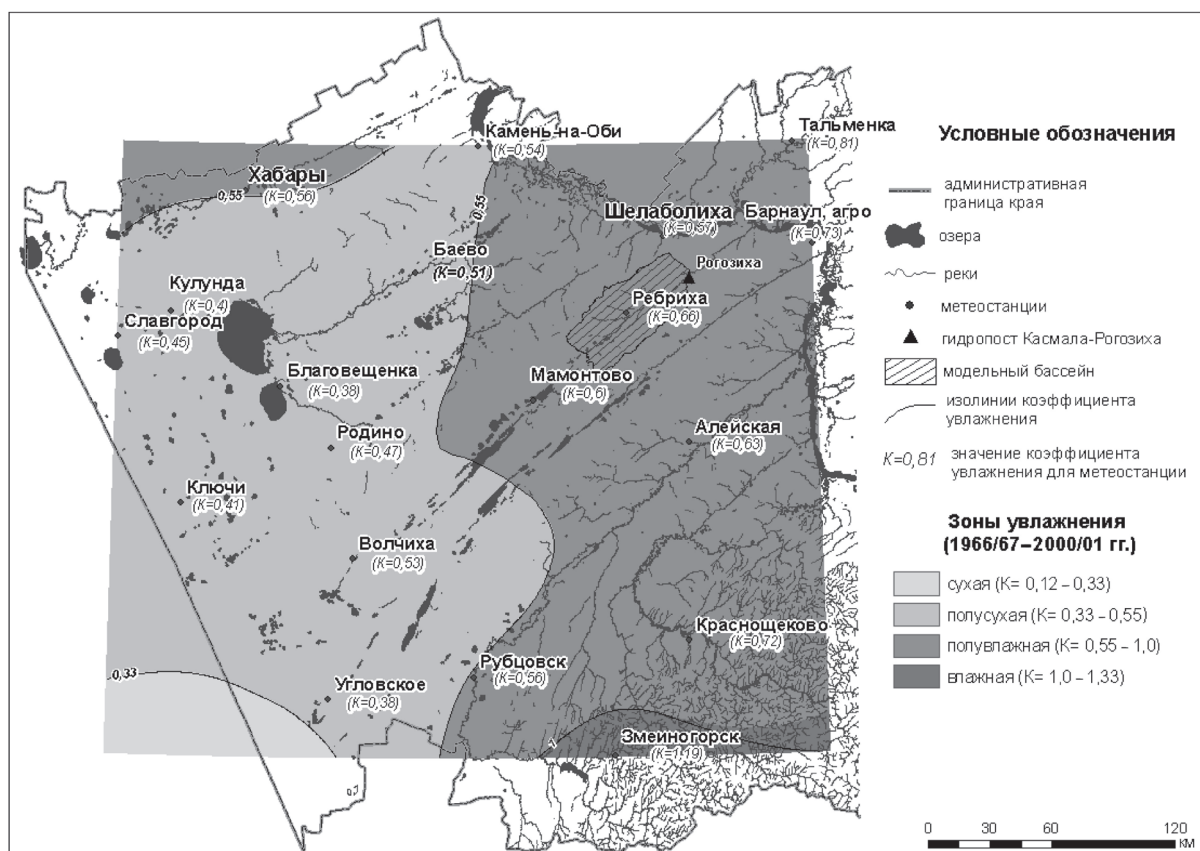 Камень-на-Оби
(K=0,54)
Тальменка
(K=0,81)
Хабары
(K=0,56)
0,55
0,55
Шелаболиха
(K=0,57)
Барнаул, агро
(K=0,73)
Баево
(K=0,51)
Рогозиха
Кулунда
(K=0,4)
Ребриха
(K=0,66)
Славгород
(K=0,45)
Благовещенка
(K=0,38)
Мамонтово
(K=0,6)
Родино
(K=0,47)
Алейская
(K=0,63)
Ключи
(K=0,41)
Волчиха
(K=0,53)
Краснощеково
(K=0,72)
0,33
Рубцовск
(K=0,56)
Угловское
(K=0,38)
Змеиногорск
(K=1,19)
1
Условные обозначения
административная
граница края
озера
реки
метеостанции
гидропост Касмала-Рогозиха
модельный бассейн
изолинии коэффициента
увлажнения
K=0,81 значение коэффициента
увлажнения для метеостанции
Зоны увлажнения
(1966/67–2000/01 гг.)
сухая (K= 0,12 – 0,33)
полусухая (K= 0,33 – 0,55)
полувлажная (K= 0,55 – 1,0)
влажная (K= 1,0 – 1,33)
0 30 60 120
КМ